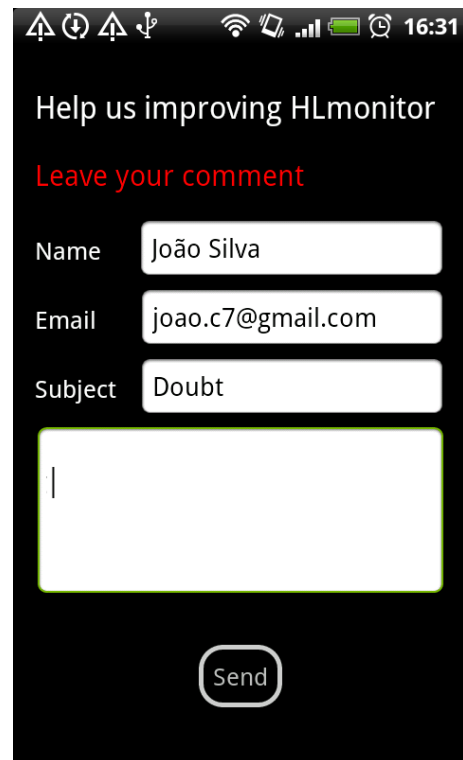 16:31
Help us improving HLmonitor
Leave your comment
Name João Silva
Email joao.c7@gmail.com
Subject Doubt
Send